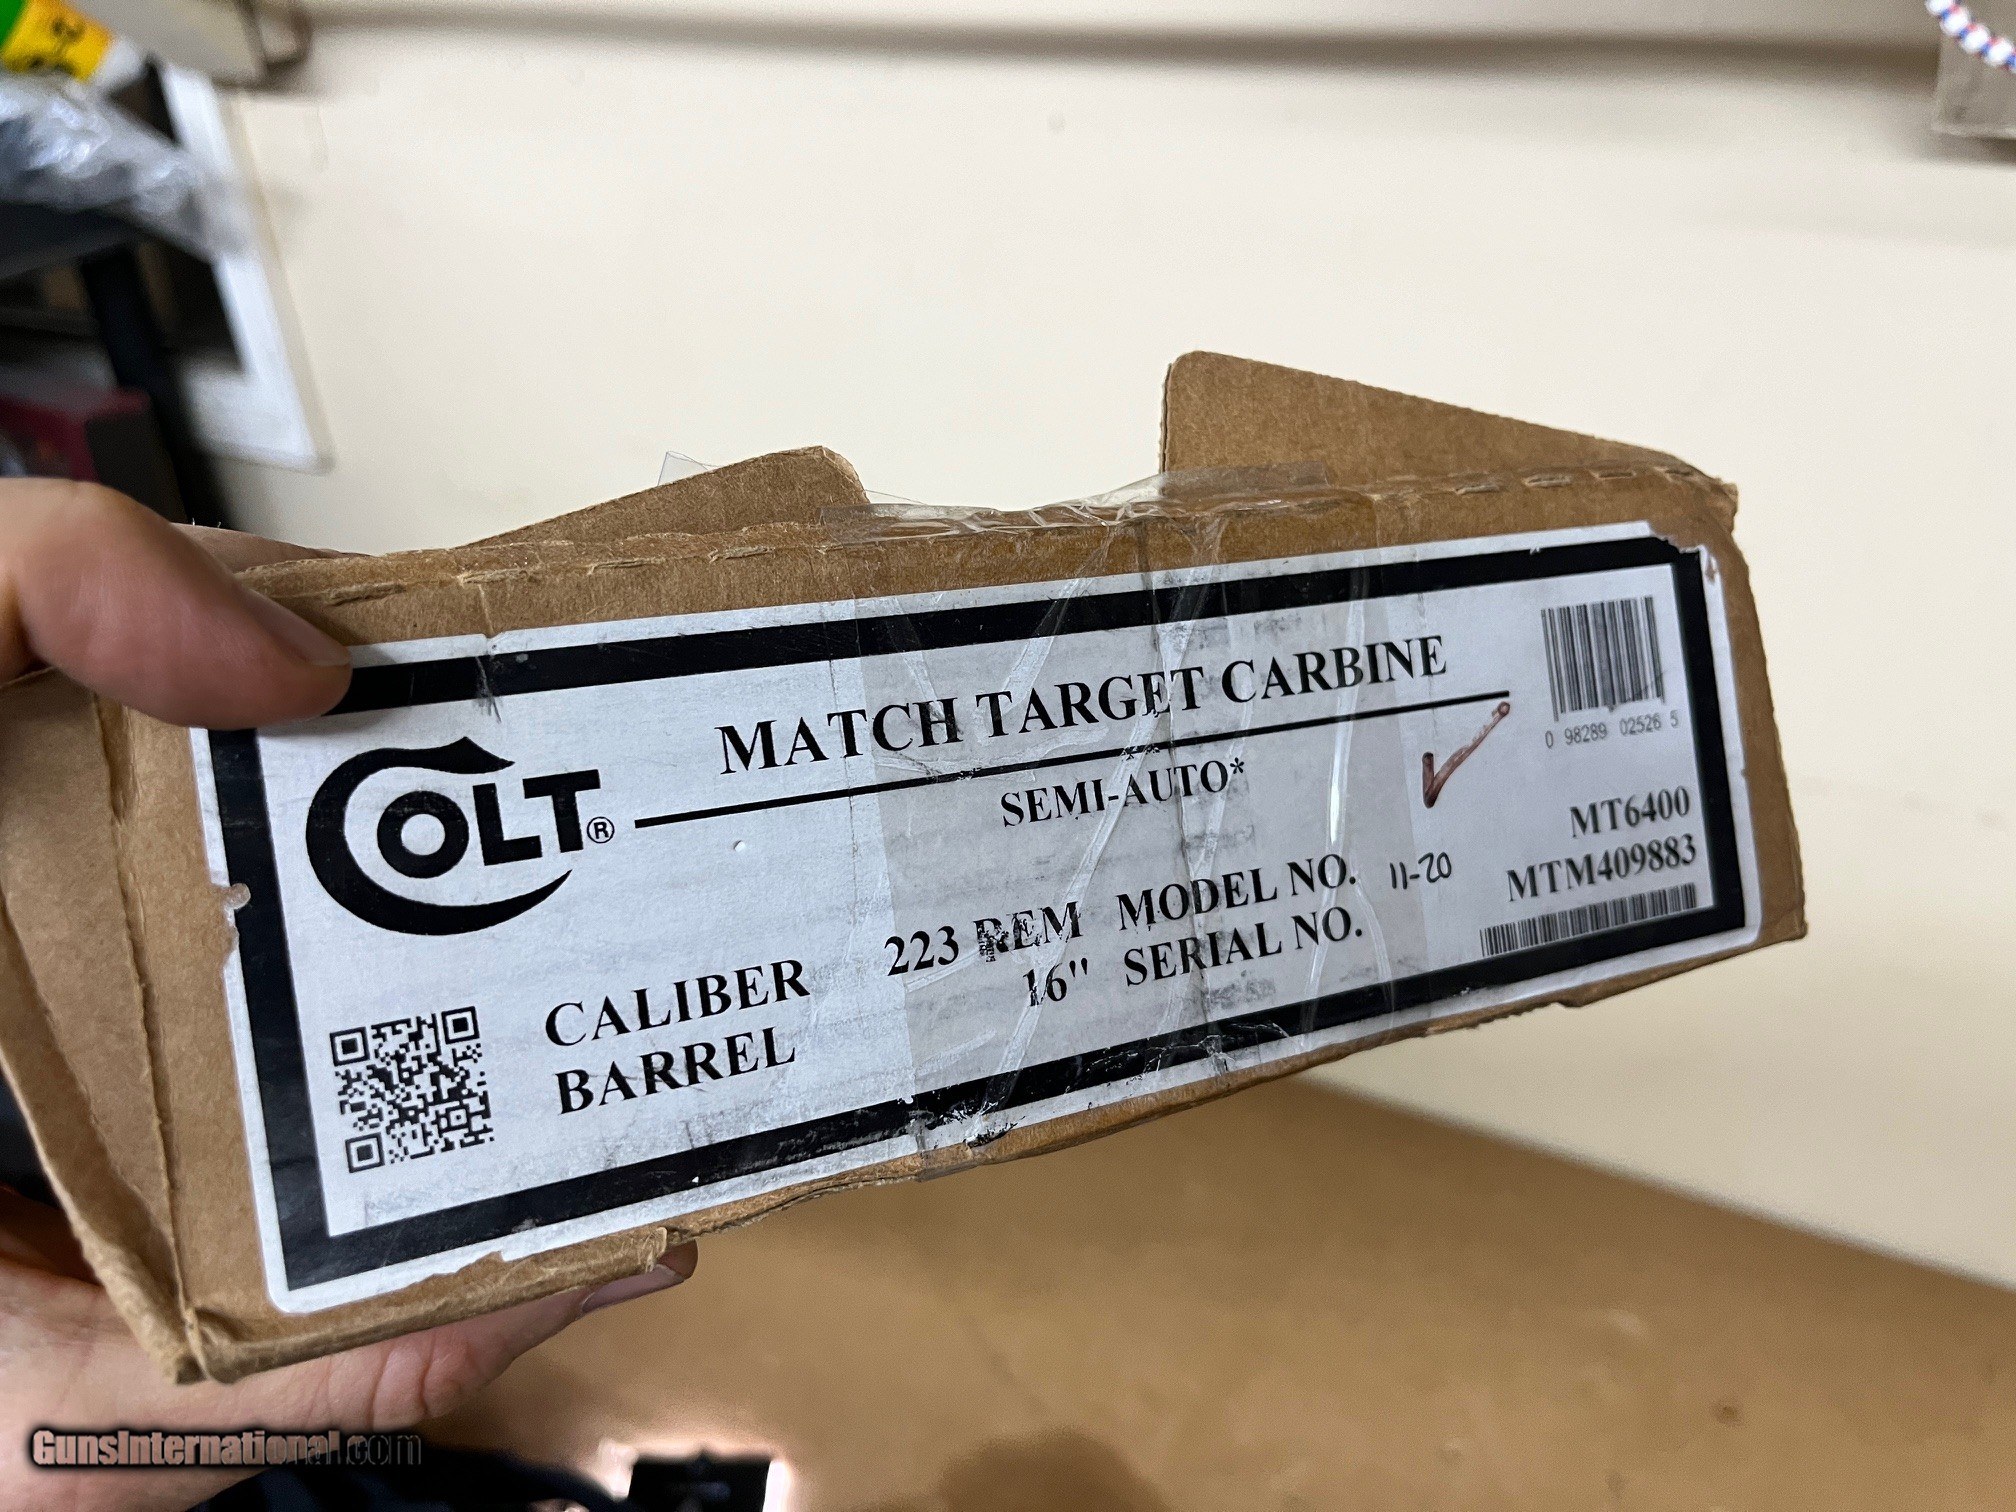 MATCH TARGET CARBINE
COLT®
SEMI-AUTO*
0 98289 02526 5
CALIBER 223 REM MODEL NO. 11-20 MT6400
BARREL 16" SERIAL NO. MTM409883
GunsInternational.com